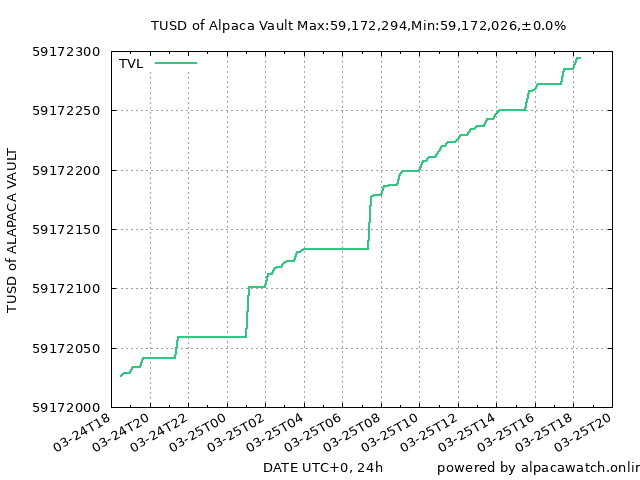 TUSD of Alpaca Vault Max:59,172,294,Min:59,172,026,±0.0%
TVL
59172300
59172250
59172200
59172150
59172100
59172050
59172000
TUSD of ALAPACA VAULT
03-24T18
03-24T20
03-24T22
03-25T00
03-25T02
03-25T04
03-25T06
03-25T08
03-25T10
03-25T12
03-25T14
03-25T16
03-25T18
03-25T20
DATE UTC+0, 24h
powered by alpacawatch.onlin